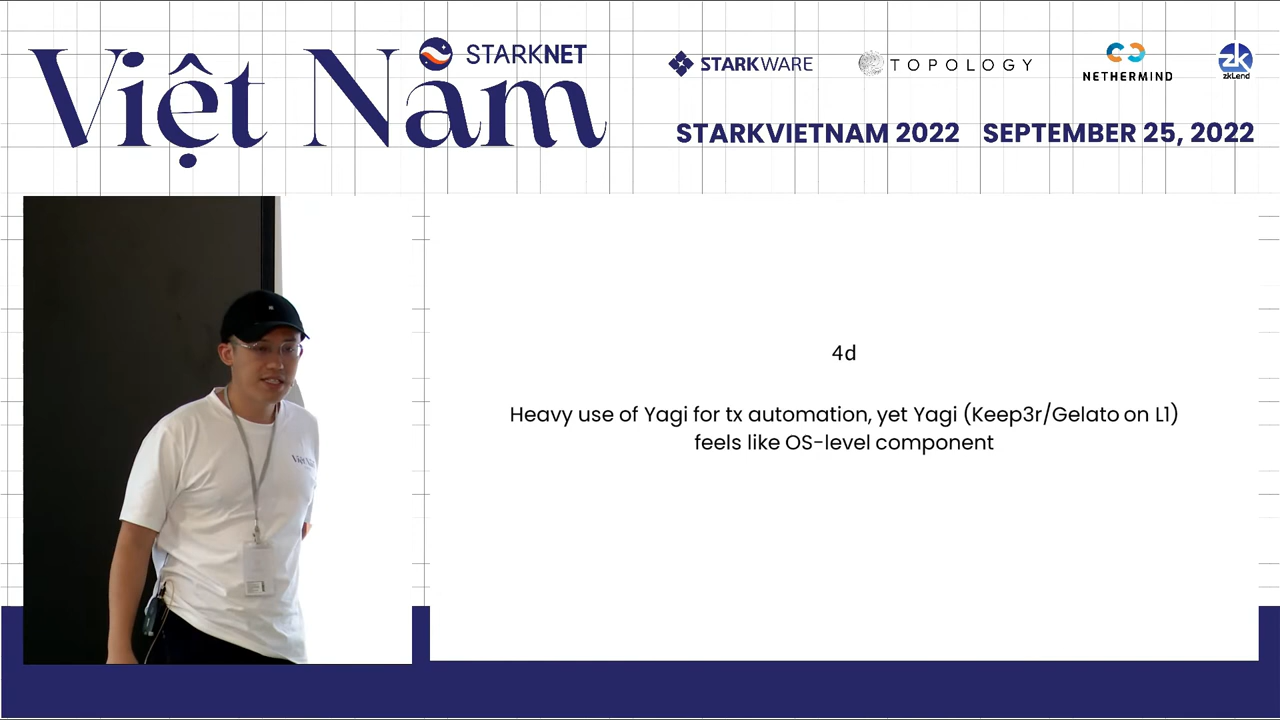 Việt Nam
STARKNET
STARKWARE
TOPOLOGY
NETHERMIND
zk
zkLend
STARKVIETNAM 2022 SEPTEMBER 25, 2022
4d
Heavy use of Yagi for tx automation, yet Yagi (Keep3r/Gelato on L1)
feels like OS-level component